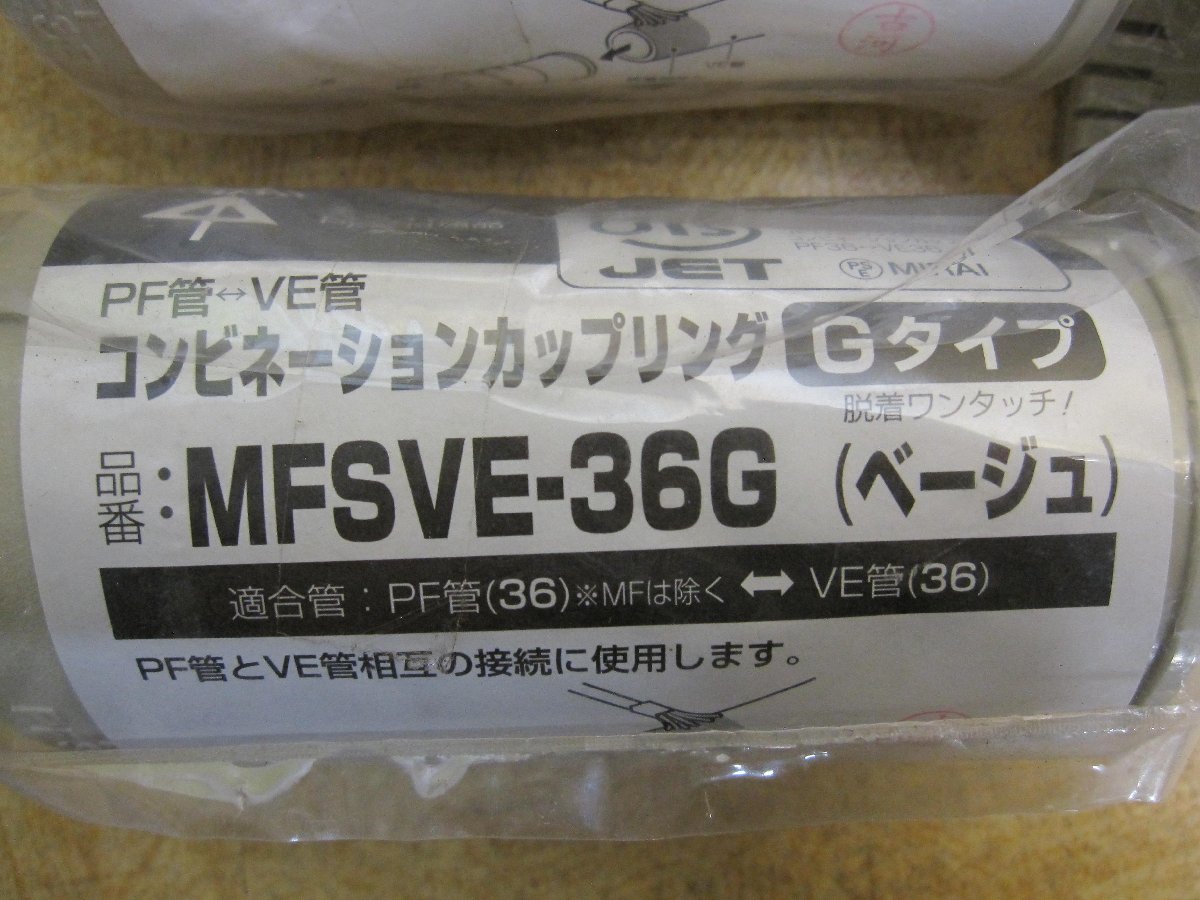 JET
PS
E MIRAI
PF管↔VE管
コンビネーションカップリング Gタイプ
脱着ワンタッチ!
品番: MFSVE-36G (ベージュ)
適合管:PF管(36)※MFは除く ↔ VE管(36)
PF管とVE管相互の接続に使用します。